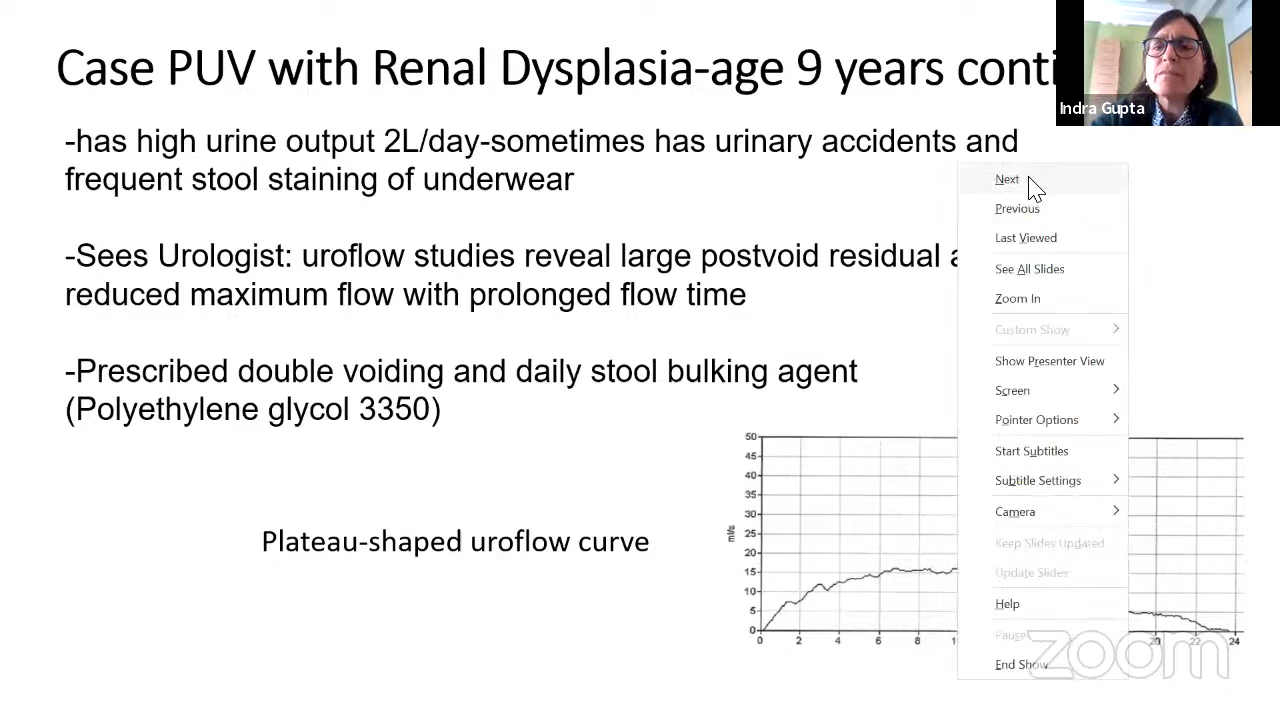 Case PUV with Renal Dysplasia-age 9 years conti
Indra Gupta
-has high urine output 2L/day-sometimes has urinary accidents and
frequent stool staining of underwear
-Sees Urologist: uroflow studies reveal large postvoid residual a
reduced maximum flow with prolonged flow time
-Prescribed double voiding and daily stool bulking agent
(Polyethylene glycol 3350)
Plateau-shaped uroflow curve
Next
Previous
Last Viewed
See All Slides
Zoom In
Custom Show
Show Presenter View
Screen
Pointer Options
Start Subtitles
Subtitle Settings
Camera
Keep Slides Updated
Update Slides
Help
Pause
End Show
50
45
40
35
30
25
20
15
10
5
0
ml/s
0 2 4 6 8 1 20 22 24
zoom